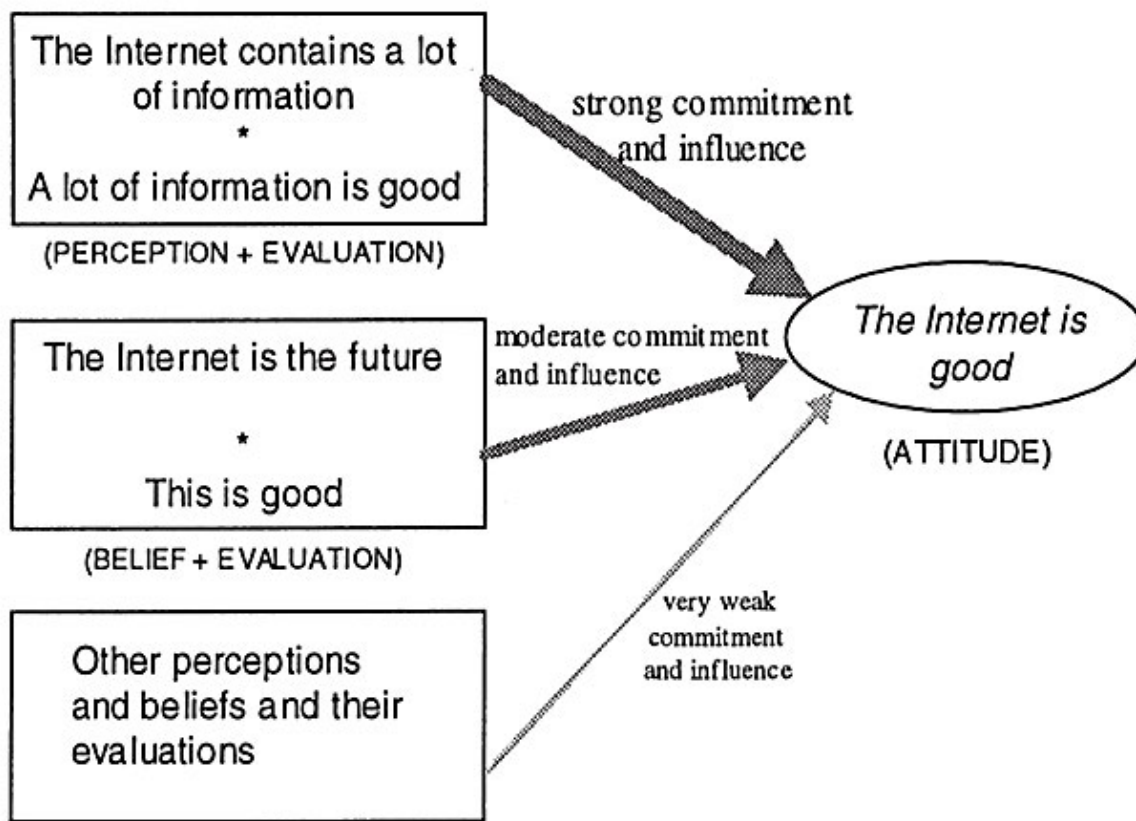 The Internet contains a lot
of information
*
A lot of information is good
(PERCEPTION + EVALUATION)
strong commitment
and influence
The Internet is the future
*
This is good
(BELIEF + EVALUATION)
moderate commitment
and influence
The Internet is
good
(ATTITUDE)
Other perceptions
and beliefs and their
evaluations
very weak
commitment
and influence